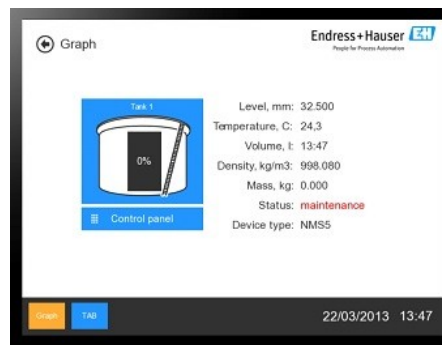 Graph
Endress+Hauser EH
People for Process Automation
Tank 1
0%
Control panel
Level, mm: 32.500
Temperature, C: 24,3
Volume, l: 13:47
Density, kg/m3: 998.080
Mass, kg: 0.000
Status: maintenance
Device type: NMS5
Graph
TAB
22/03/2013 13:47